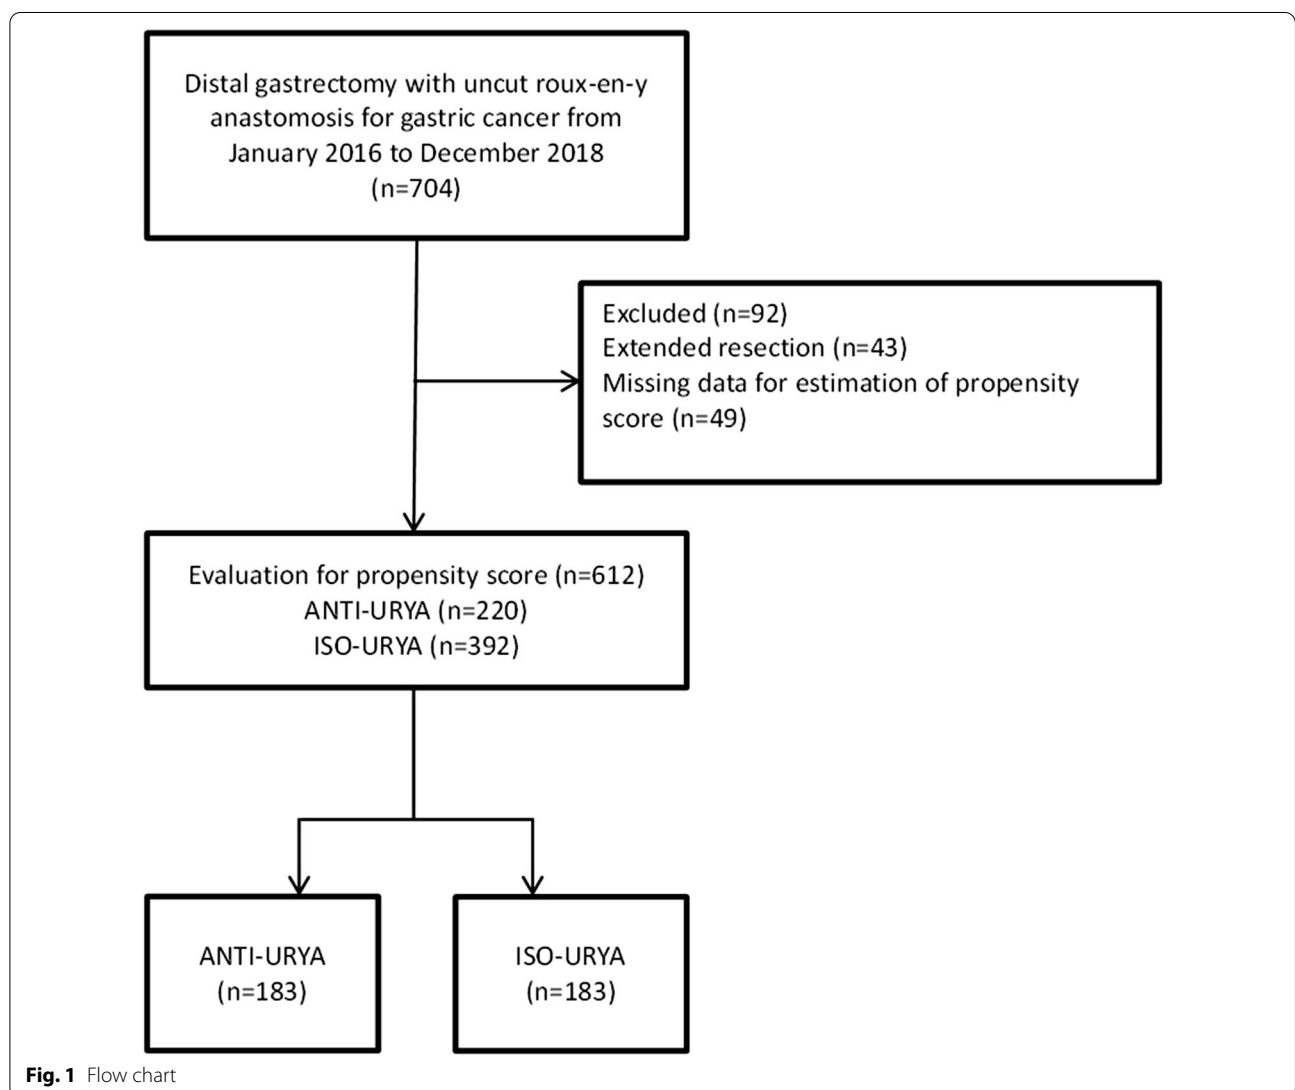 Distal gastrectomy with uncut roux-en-y
anastomosis for gastric cancer from
January 2016 to December 2018
(n=704)
Excluded (n=92)
Extended resection (n=43)
Missing data for estimation of propensity
score (n=49)
Evaluation for propensity score (n=612)
ANTI-URYA (n=220)
ISO-URYA (n=392)
ANTI-URYA
(n=183)
ISO-URYA
(n=183)
Fig. 1 Flow chart